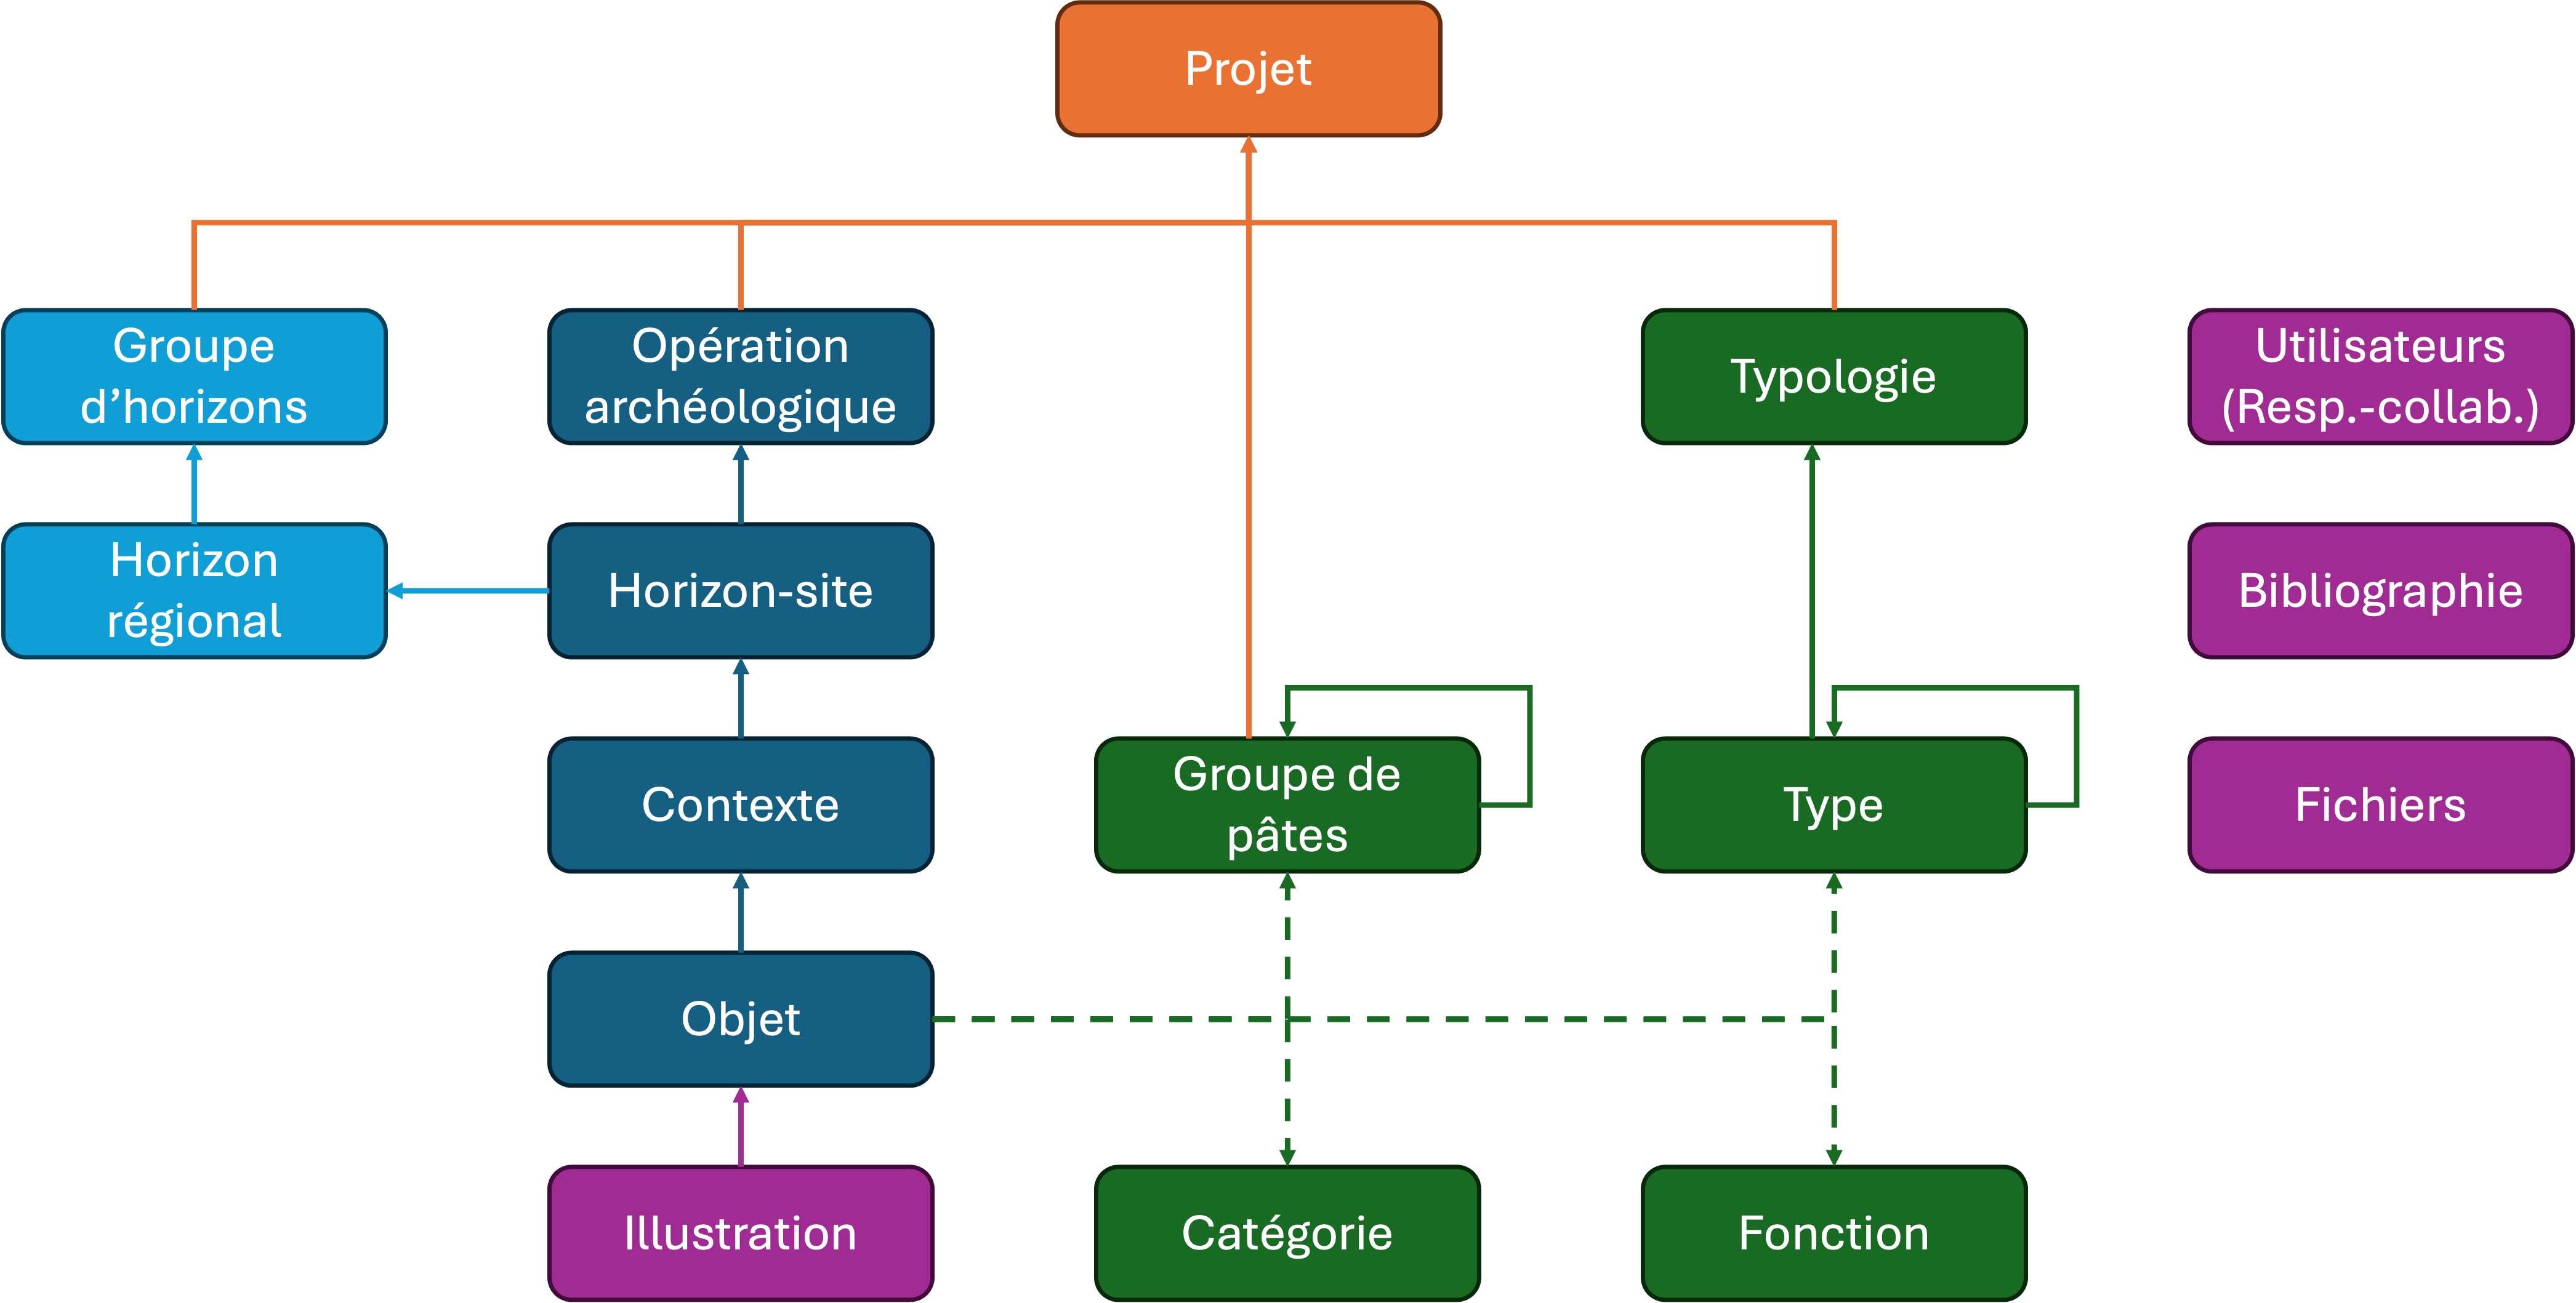 Projet
Groupe
d’horizons
Opération
archéologique
Typologie
Utilisateurs
(Resp.-collab.)
Horizon
régional
Horizon-site
Bibliographie
Contexte
Groupe de
pâtes
Type
Fichiers
Objet
Illustration
Catégorie
Fonction